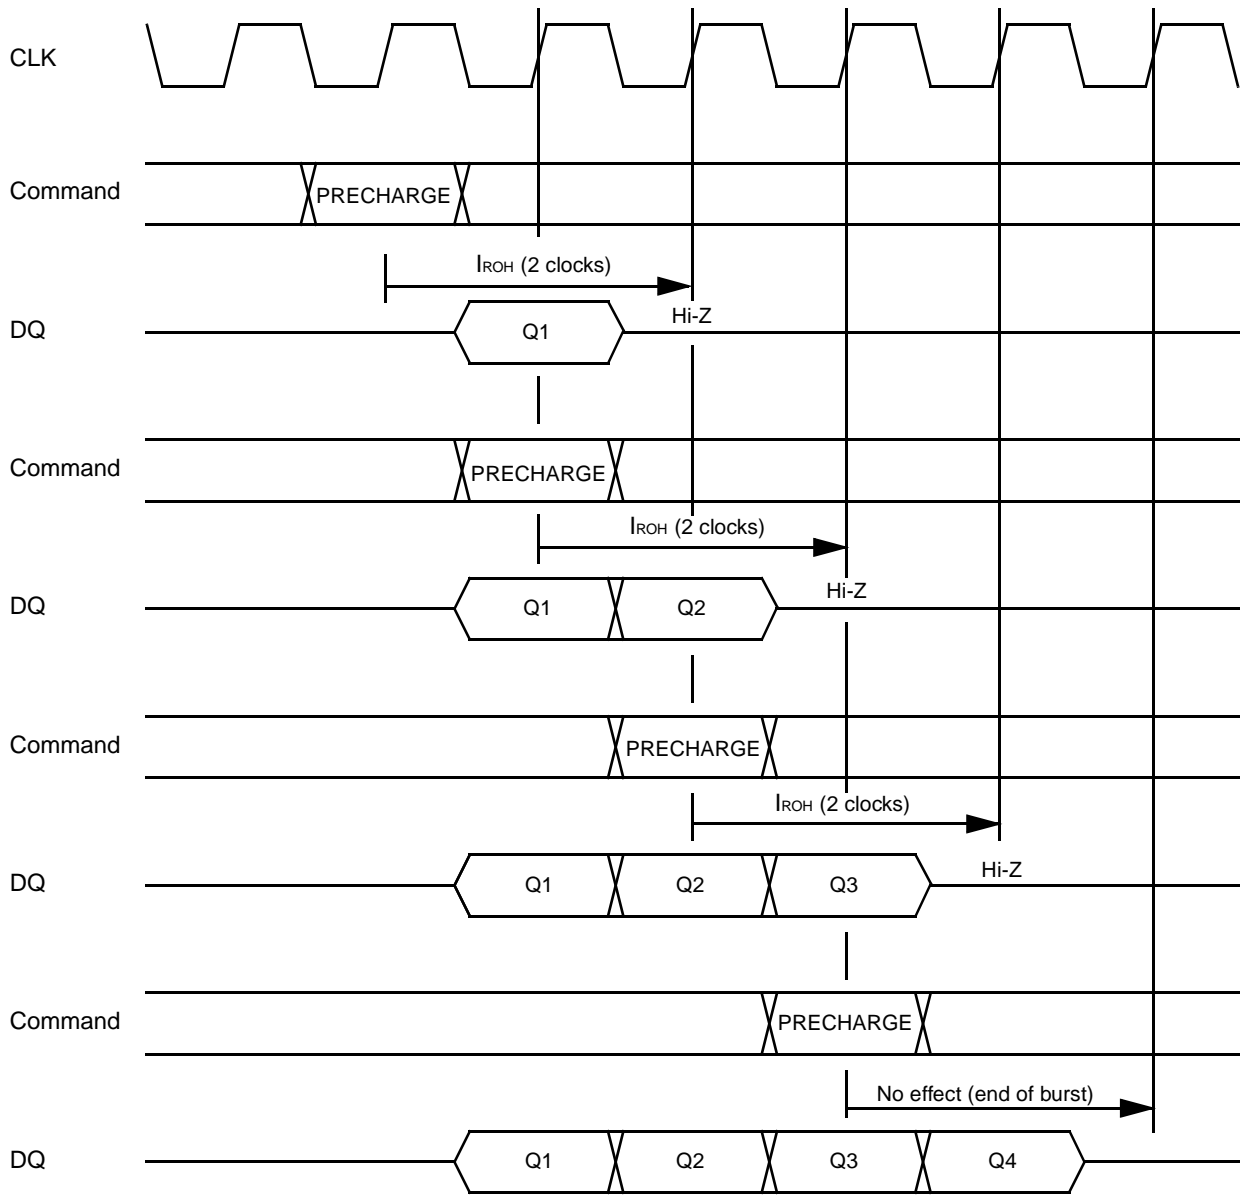 CLK
Command
PRECHARGE
IROH (2 clocks)
DQ
Q1
Hi-Z
Command
PRECHARGE
IROH (2 clocks)
DQ
Q1 Q2
Hi-Z
Command
PRECHARGE
IROH (2 clocks)
DQ
Q1 Q2 Q3
Hi-Z
Command
PRECHARGE
No effect (end of burst)
DQ
Q1 Q2 Q3 Q4